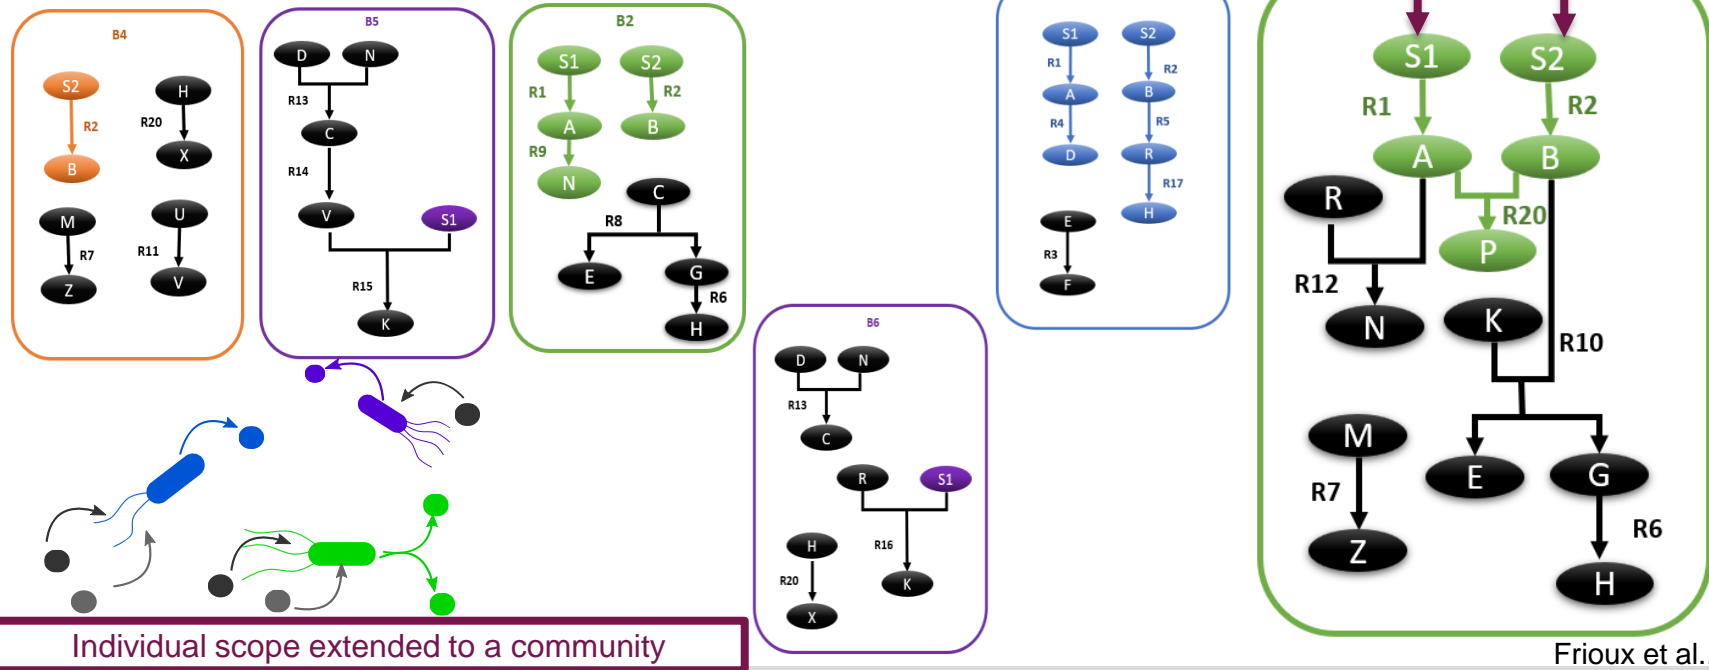 B4
S2
R2
B
H
R20
X
M
R7
Z
U
R11
V
B5
D
N
R13
C
R14
V
S1
R15
K
B2
S1
S2
R1
R2
A
B
R9
N
C
R8
E
G
R6
H
B6
D
N
R13
C
R
S1
R16
K
H
R20
X
S1
S2
R1
R2
A
B
R4
R5
D
R
R17
H
E
R3
F
S1
S2
R1
R2
A
B
R
R20
P
R12
N
K
R10
M
R7
Z
E
G
R6
H
Individual scope extended to a community
Frioux et al.